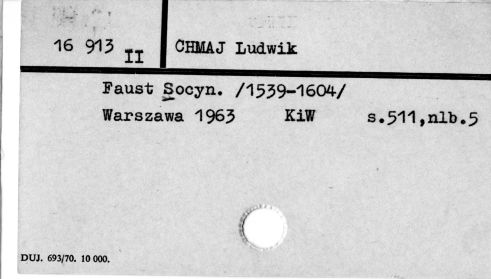 16 913 II CHMAJ Ludwik
Faust Socyn. /1539-1604/
Warszawa 1963 KiW s.511,nlb.5
DUJ. 693/70. 10 000.